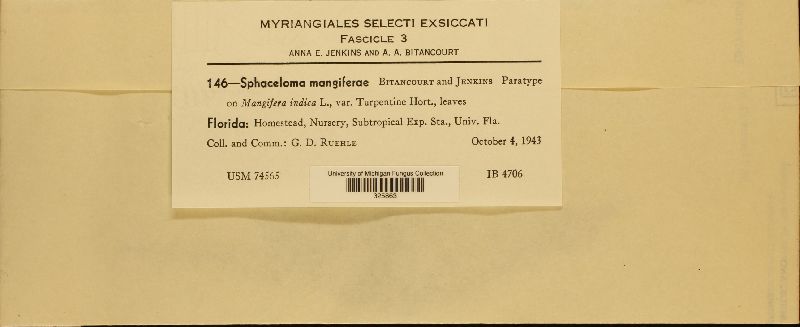 MYRIANGIALES SELECTI EXSICCATI
FASCICLE 3
ANNA E. JENKINS AND A. A. BITANCOURT
146—Sphaceloma mangiferae BITANCOURT and JENKINS Paratype
on Mangifera indica L., var. Turpentine Hort., leaves
Florida: Homestead, Nursery, Subtropical Exp. Sta., Univ. Fla.
Coll. and Comm.: G. D. RUEHLE October 4, 1943
USM 74565
University of Michigan Fungus Collection
IB 4706